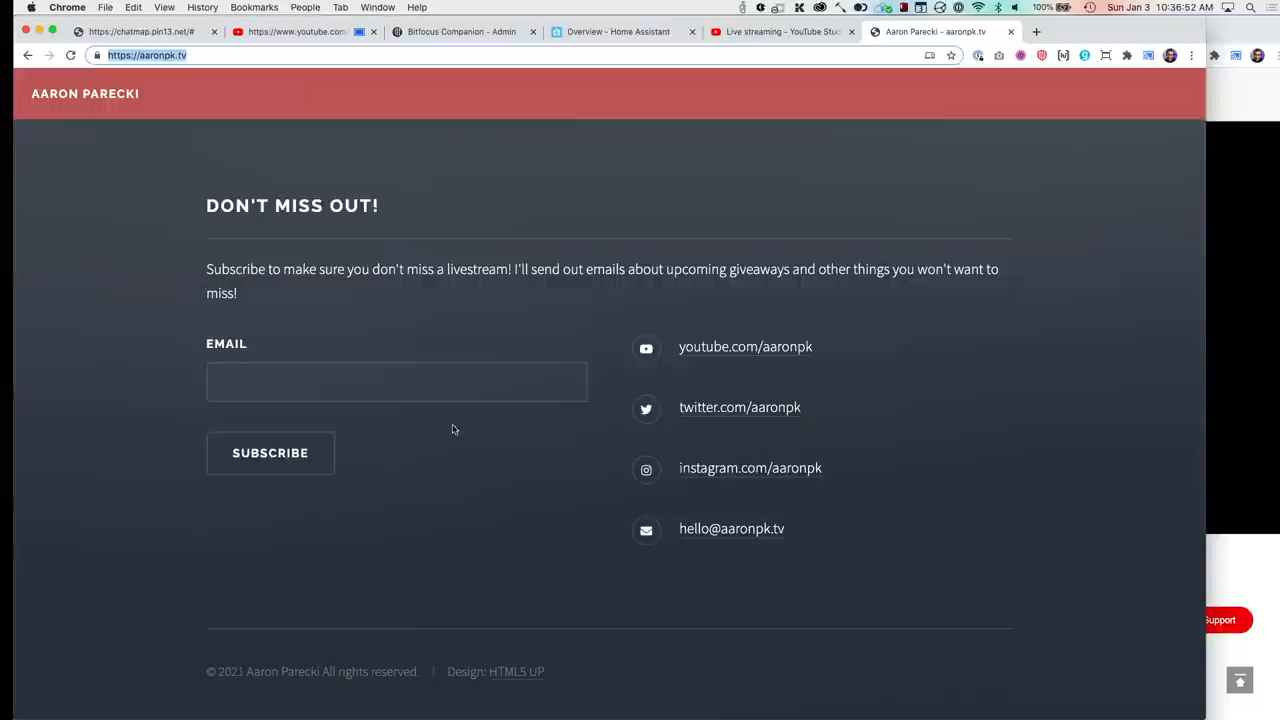 Chrome File Edit View History Bookmarks People Tab Window Help 100% Sun Jan 3 10:36:52 AM
https://chatmap.pin13.net/# https://www.youtube.com/ Bitfocus Companion - Admin Overview - Home Assistant Live streaming - YouTube Stud Aaron Parecki - aaronpk.tv
https://aaronpk.tv
AARON PARECKI
DON'T MISS OUT!
Subscribe to make sure you don't miss a livestream! I'll send out emails about upcoming giveaways and other things you won't want to
miss!
EMAIL
youtube.com/aaronpk
twitter.com/aaronpk
SUBSCRIBE
instagram.com/aaronpk
hello@aaronpk.tv
Support
© 2021 Aaron Parecki All rights reserved. | Design: HTML5 UP